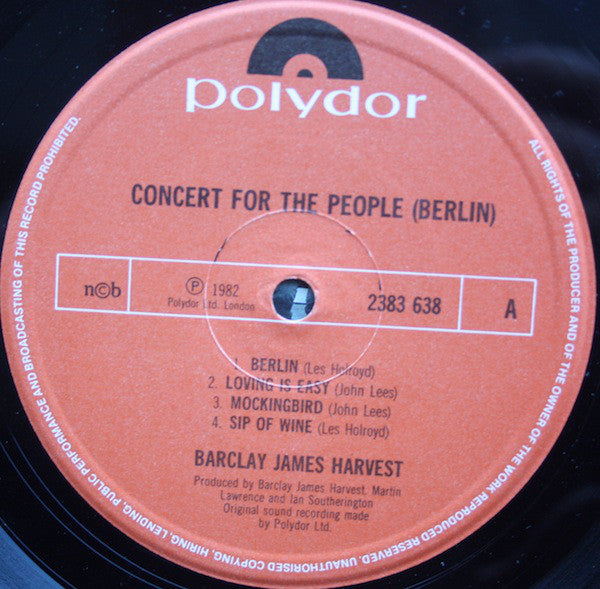 polydor
CONCERT FOR THE PEOPLE (BERLIN)
n©b
℗ 1982
Polydor Ltd. London
2383 638
A
1. BERLIN (Les Holroyd)
2. LOVING IS EASY (John Lees)
3. MOCKINGBIRD (John Lees)
4. SIP OF WINE (Les Holroyd)
BARCLAY JAMES HARVEST
Produced by Barclay James Harvest, Martin
Lawrence and Ian Southerington
Original sound recording made
by Polydor Ltd.
ALL RIGHTS OF THE PRODUCER AND OF THE OWNER OF THE WORK REPRODUCED RESERVED. UNAUTHORISED COPYING, HIRING, LENDING, PUBLIC PERFORMANCE AND BROADCASTING OF THIS RECORD PROHIBITED.